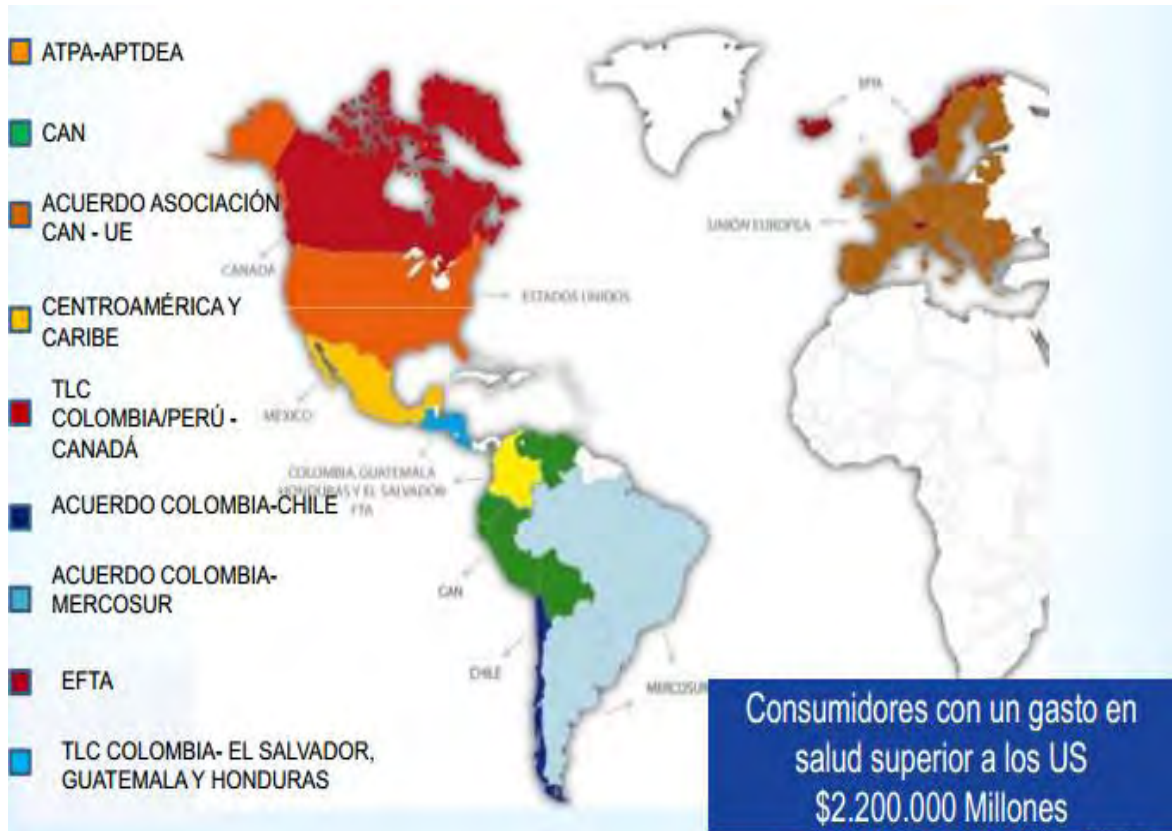 ATPA-APTDEA
CAN
ACUERDO ASOCIACIÓN
CAN - UE
CENTROAMÉRICA Y
CARIBE
TLC
COLOMBIA/PERÚ -
CANADÁ
ACUERDO COLOMBIA-CHILE
ACUERDO COLOMBIA-
MERCOSUR
EFTA
TLC COLOMBIA- EL SALVADOR,
GUATEMALA Y HONDURAS
CANADÁ
ESTADOS UNIDOS
MÉXICO
COLOMBIA, GUATEMALA
HONDURAS Y EL SALVADOR
FTA
CAN
CHILE
MERCOSUR
EFTA
UNIÓN EUROPEA
Consumidores con un gasto en
salud superior a los US
$2.200.000 Millones